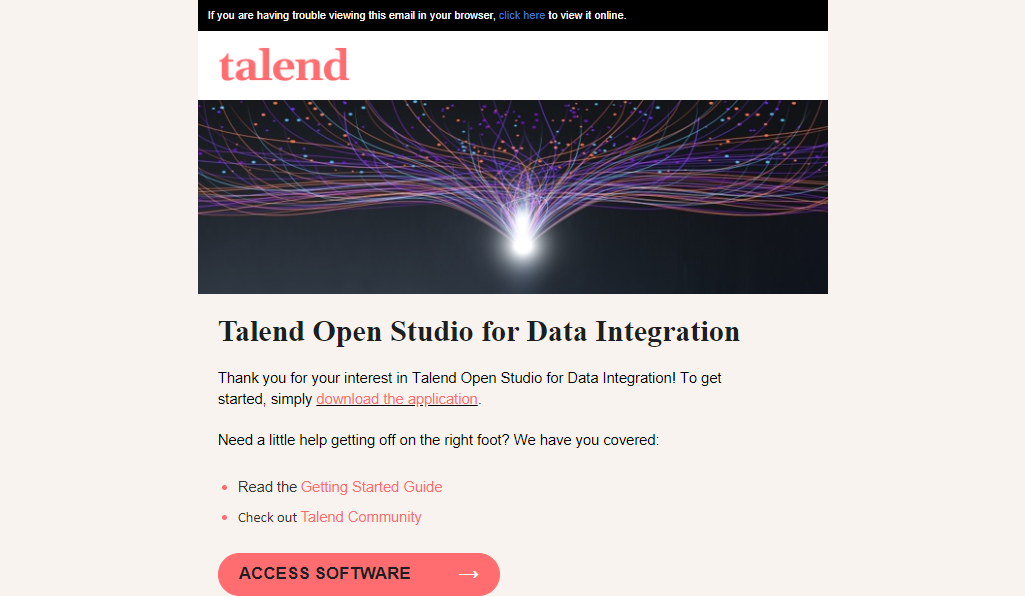 If you are having trouble viewing this email in your browser, click here to view it online.
talend
Talend Open Studio for Data Integration
Thank you for your interest in Talend Open Studio for Data Integration! To get
started, simply download the application.
Need a little help getting off on the right foot? We have you covered:
• Read the Getting Started Guide
• Check out Talend Community
ACCESS SOFTWARE →